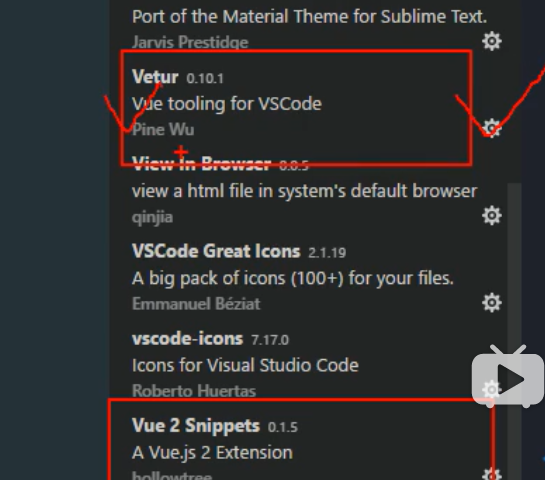 Port of the Material Theme for Sublime Text.
Jarvis Prestidge
Vetur 0.10.1
Vue tooling for VSCode
Pine Wu
View In Browser 0.0.5
view a html file in system's default browser
qinjia
VSCode Great Icons 2.1.19
A big pack of icons (100+) for your files.
Emmanuel Béziat
vscode-icons 7.17.0
Icons for Visual Studio Code
Roberto Huertas
Vue 2 Snippets 0.1.5
A Vue.js 2 Extension
hollowtree